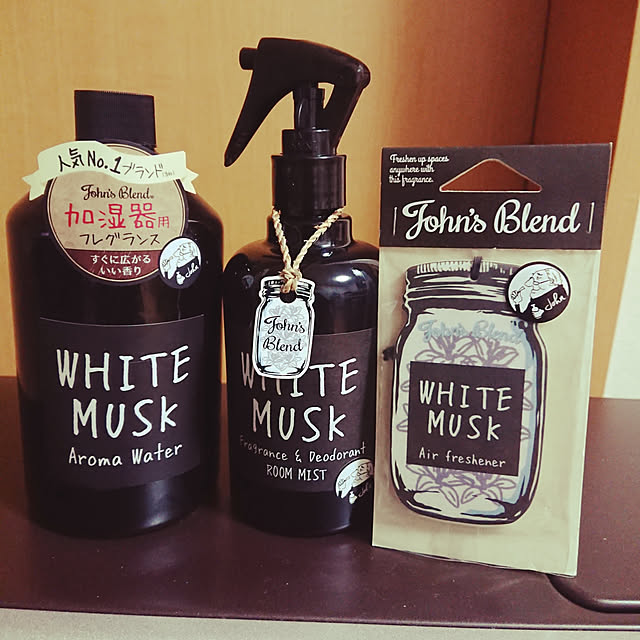 人気No.1ブランド
John's Blend
加湿器用
フレグランス
すぐに広がる
いい香り
John
WHITE
MUSK
Aroma Water
John's
Blend
WHITE
MUSK
Fragrance & Deodorant
ROOM MIST
Freshen up spaces
anywhere with
this fragrance.
John's Blend
John
John's Blend
WHITE
MUSK
Air freshener